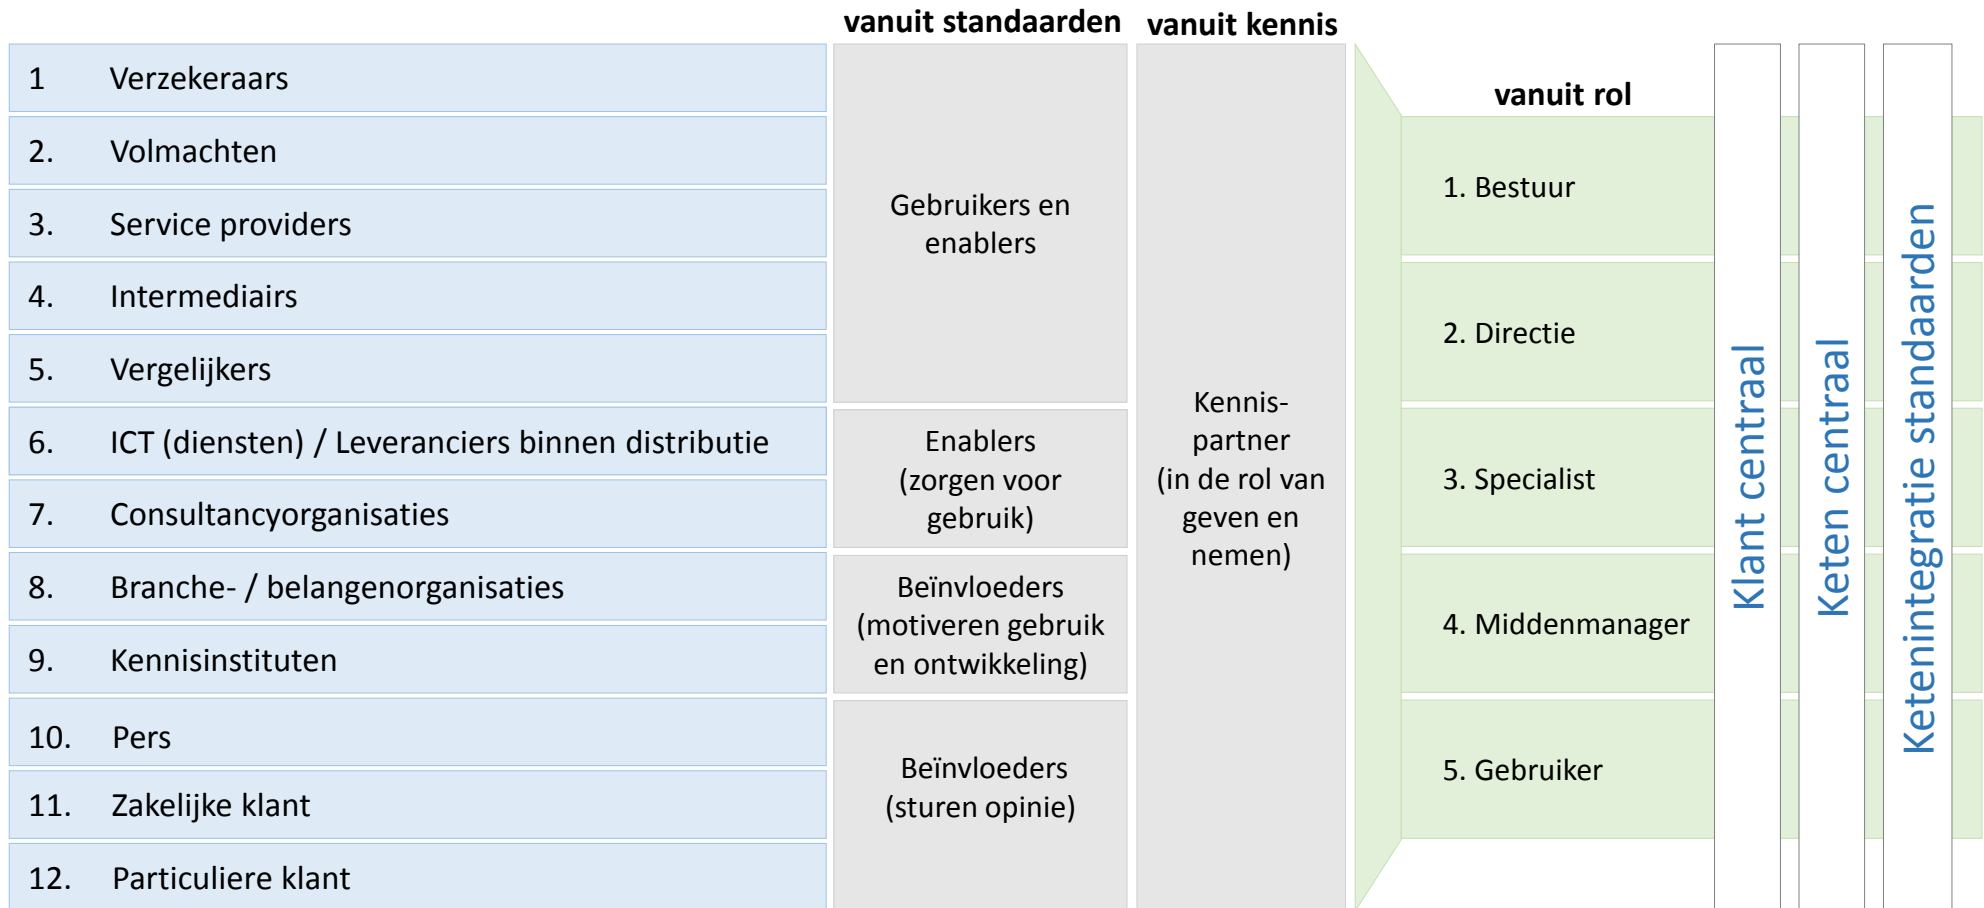 vanuit standaarden
vanuit kennis
1 Verzekeraars
2. Volmachten
3. Service providers
4. Intermediairs
5. Vergelijkers
6. ICT (diensten) / Leveranciers binnen distributie
7. Consultancyorganisaties
8. Branche- / belangenorganisaties
9. Kennisinstituten
10. Pers
11. Zakelijke klant
12. Particuliere klant
Gebruikers en
enablers
Enablers
(zorgen voor
gebruik)
Beïnvloeders
(motiveren gebruik
en ontwikkeling)
Beïnvloeders
(sturen opinie)
Kennis-
partner
(in de rol van
geven en
nemen)
vanuit rol
1. Bestuur
2. Directie
3. Specialist
4. Middenmanager
5. Gebruiker
Klant centraal
Keten centraal
Ketenintegratie standaarden